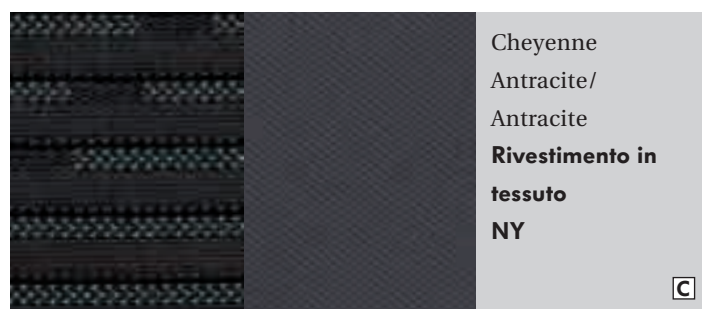 Cheyenne
Antracite/
Antracite
Rivestimento in
tessuto
NY
C